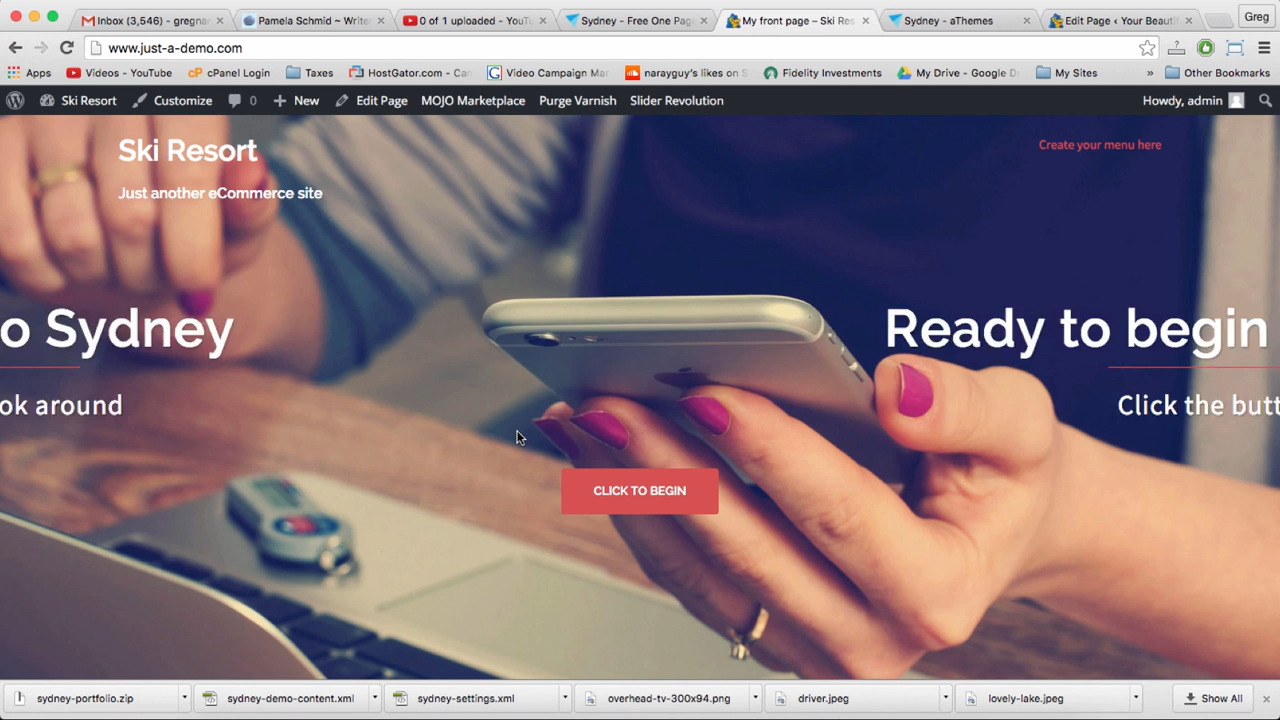 Inbox (3,546) - gregnar
Pamela Schmid ~ Write
0 of 1 uploaded - YouTu
Sydney - Free One Pag
My front page – Ski Res
Sydney - aThemes
Edit Page ‹ Your Beauti
Greg
www.just-a-demo.com
Apps
Videos - YouTube
cPanel Login
Taxes
HostGator.com - Can
Video Campaign Ma
narayguy's likes on S
Fidelity Investments
My Drive - Google D
My Sites
»
Other Bookmarks
Ski Resort
Customize
0
New
Edit Page
MOJO Marketplace
Purge Varnish
Slider Revolution
Howdy, admin
Ski Resort
Create your menu here
Just another eCommerce site
o Sydney
Ready to begin
ok around
Click the butt
CLICK TO BEGIN
sydney-portfolio.zip
sydney-demo-content.xml
sydney-settings.xml
overhead-tv-300x94.png
driver.jpeg
lovely-lake.jpeg
Show All